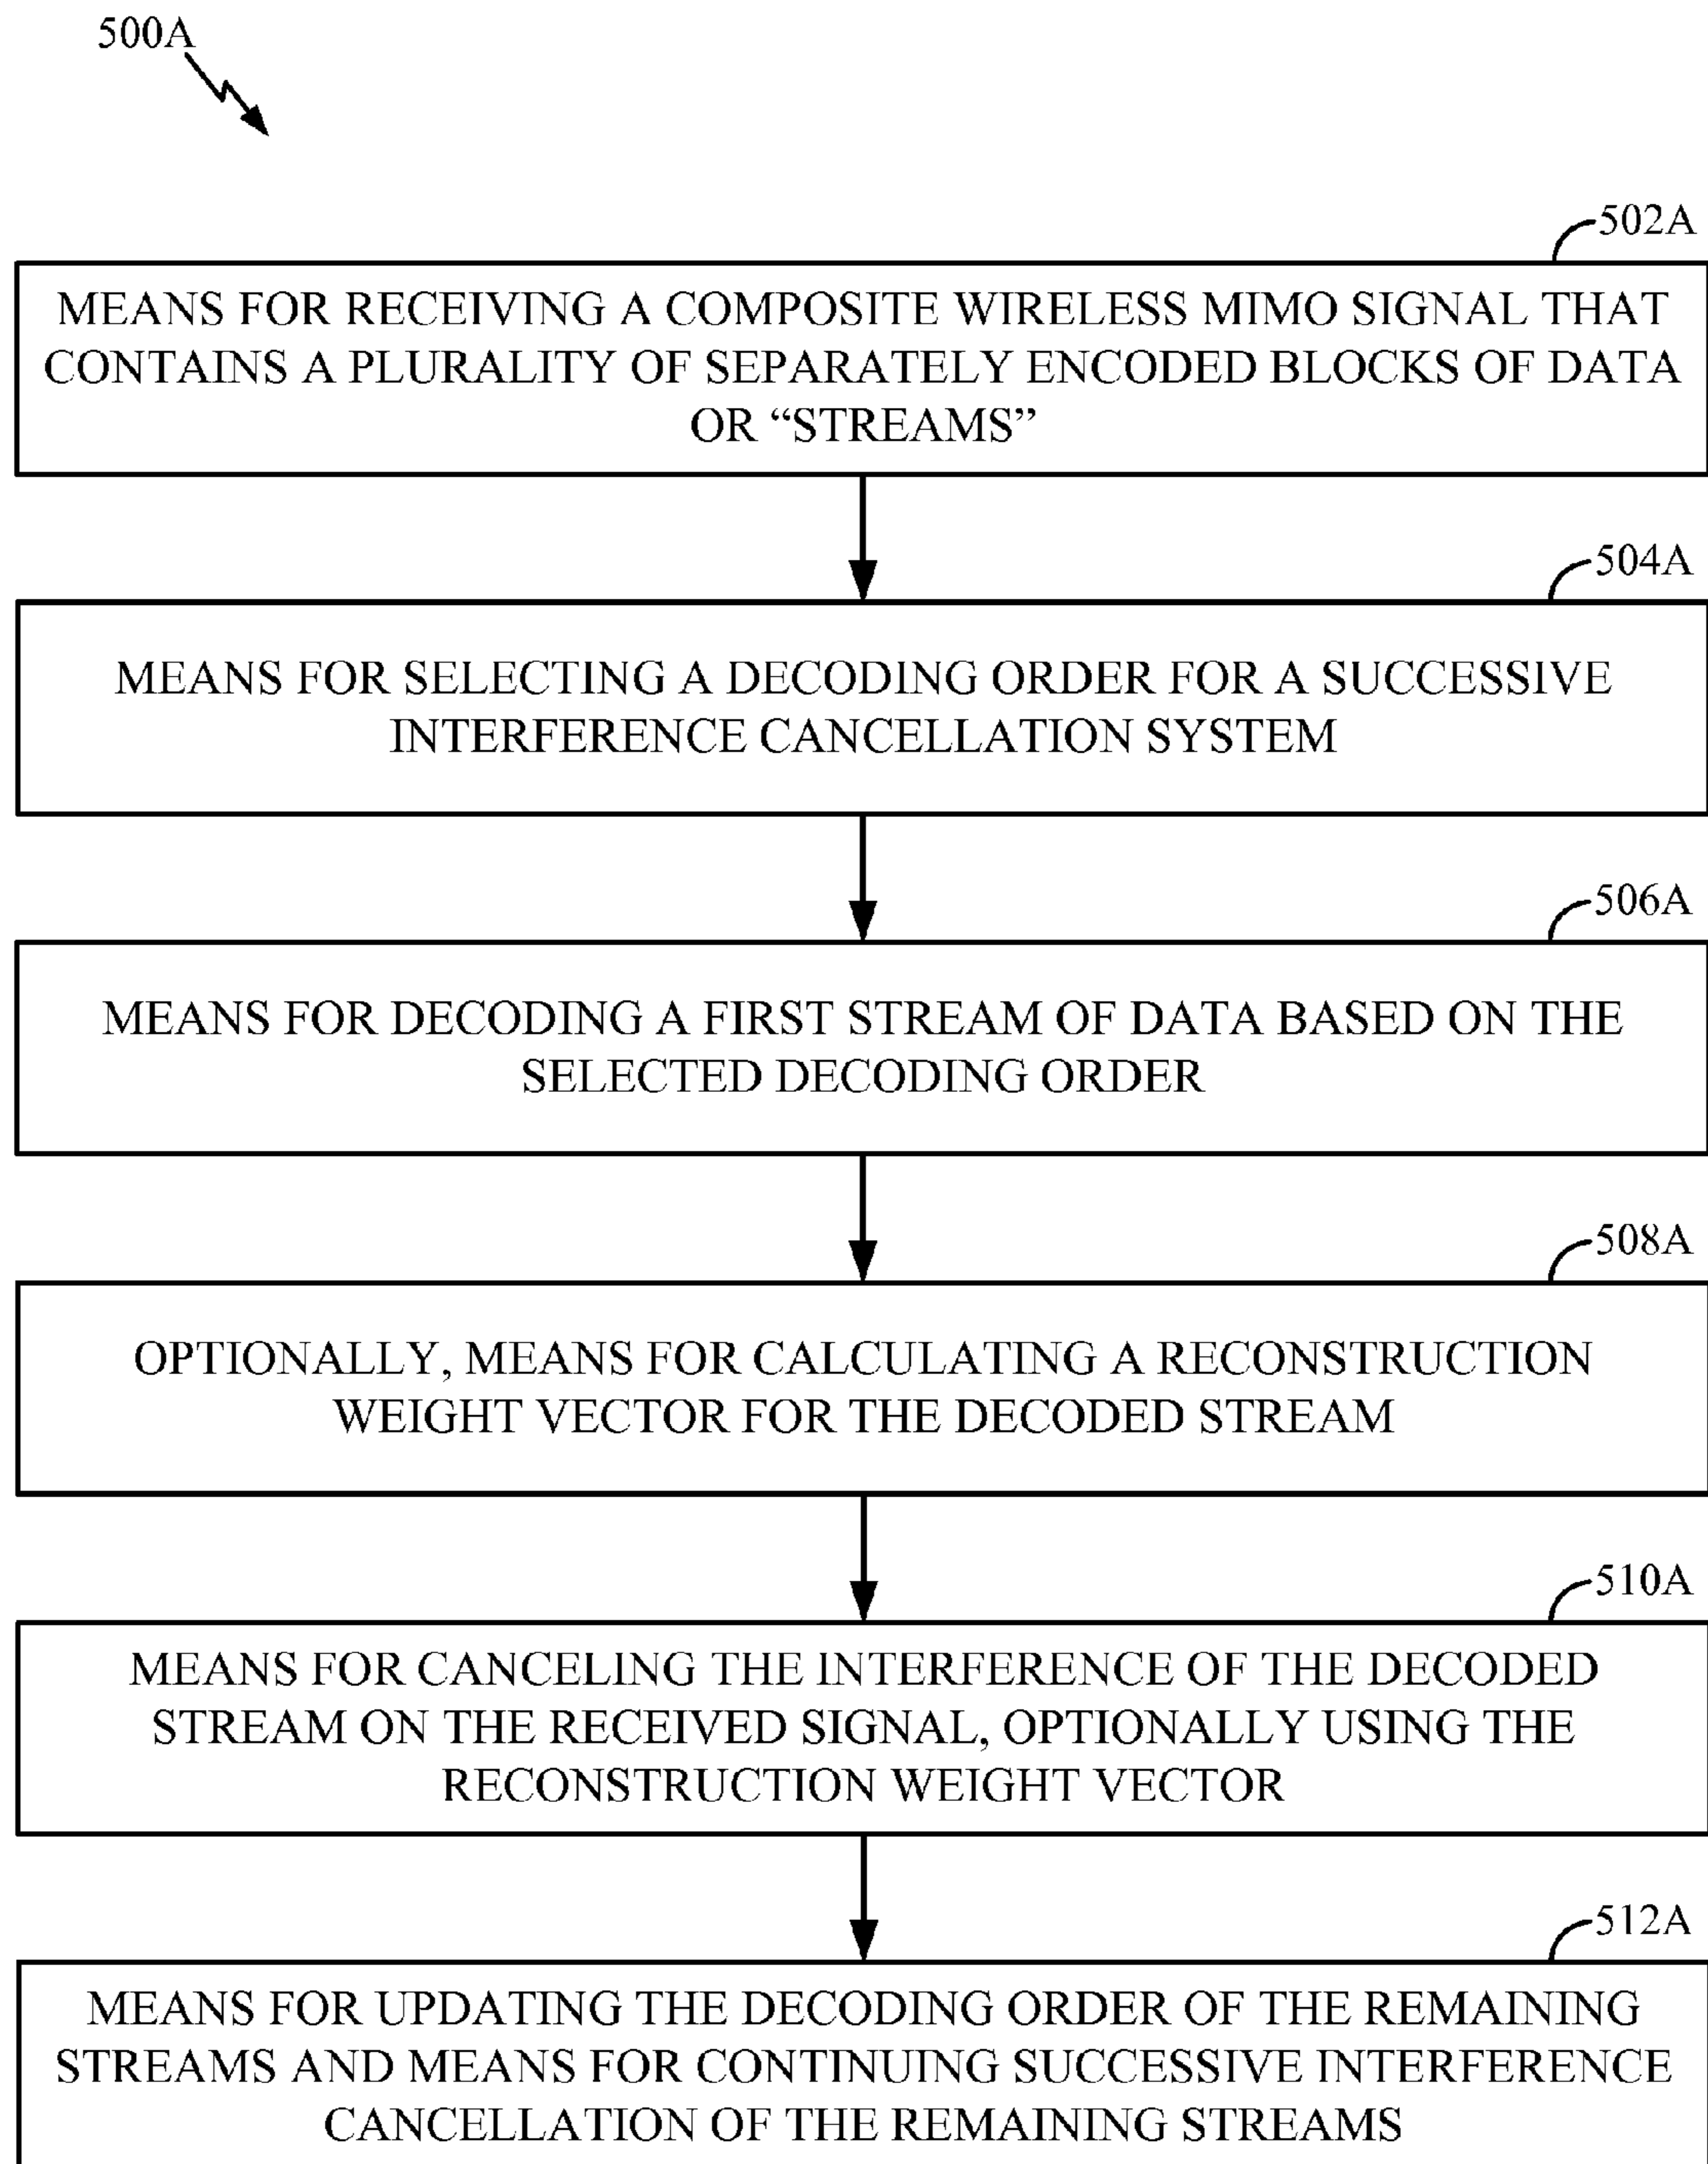 500A
502A
MEANS FOR RECEIVING A COMPOSITE WIRELESS MIMO SIGNAL THAT
CONTAINS A PLURALITY OF SEPARATELY ENCODED BLOCKS OF DATA
OR “STREAMS”
504A
MEANS FOR SELECTING A DECODING ORDER FOR A SUCCESSIVE
INTERFERENCE CANCELLATION SYSTEM
506A
MEANS FOR DECODING A FIRST STREAM OF DATA BASED ON THE
SELECTED DECODING ORDER
508A
OPTIONALLY, MEANS FOR CALCULATING A RECONSTRUCTION
WEIGHT VECTOR FOR THE DECODED STREAM
510A
MEANS FOR CANCELING THE INTERFERENCE OF THE DECODED
STREAM ON THE RECEIVED SIGNAL, OPTIONALLY USING THE
RECONSTRUCTION WEIGHT VECTOR
512A
MEANS FOR UPDATING THE DECODING ORDER OF THE REMAINING
STREAMS AND MEANS FOR CONTINUING SUCCESSIVE INTERFERENCE
CANCELLATION OF THE REMAINING STREAMS